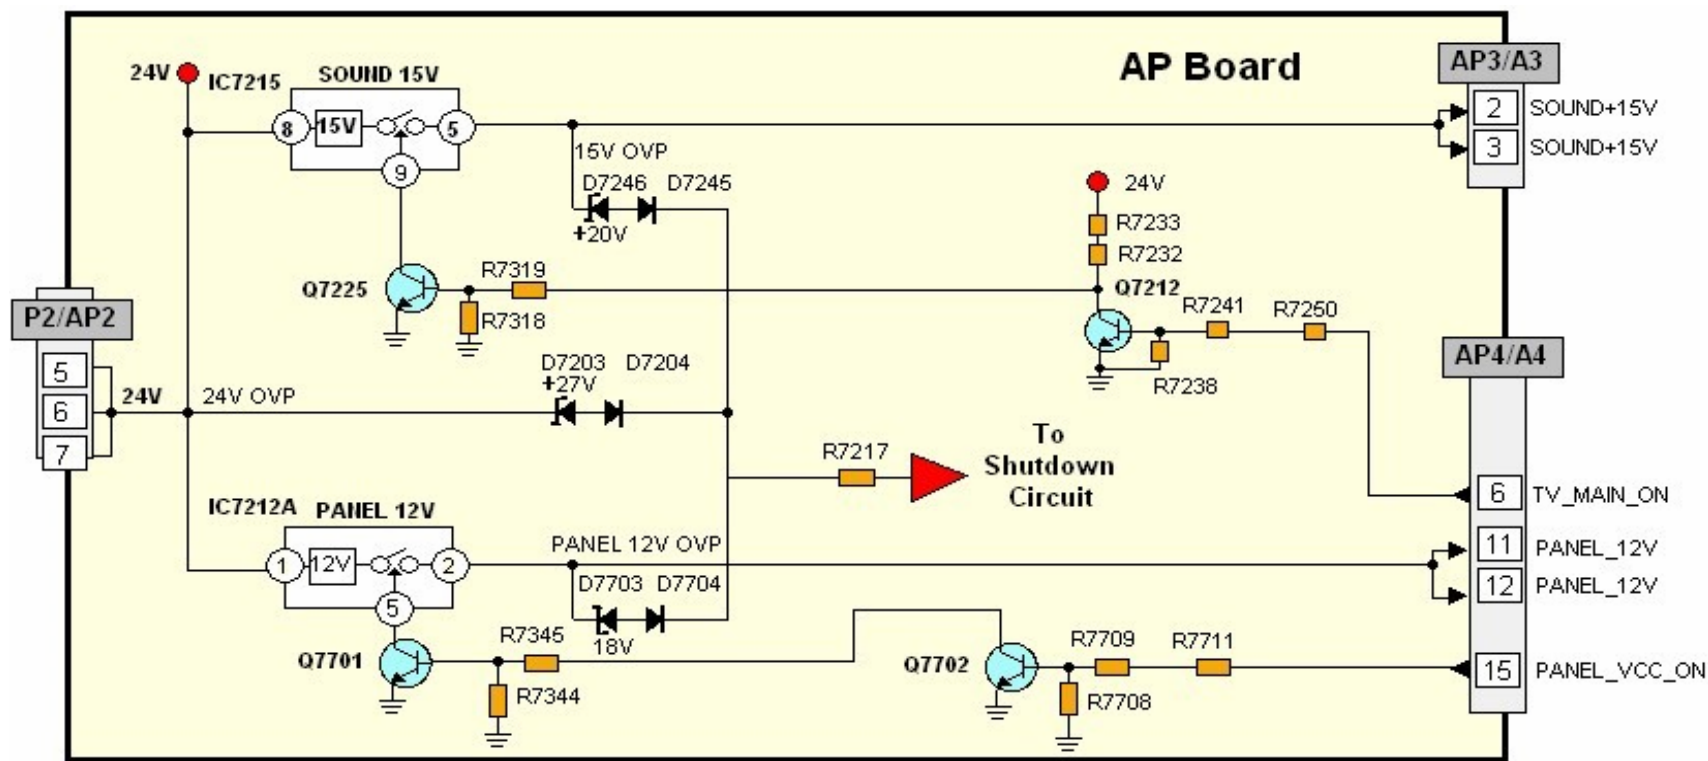 AP Board
AP3/A3
24V
IC7215
SOUND 15V
8
15V
5
9
2
SOUND+15V
3
SOUND+15V
15V OVP
D7246
D7245
+20V
24V
R7233
R7232
Q7225
R7319
R7318
Q7212
R7241
R7250
R7238
P2/AP2
5
6
7
24V
24V OVP
D7203
D7204
+27V
AP4/A4
R7217
To
Shutdown
Circuit
6
TV_MAIN_ON
IC7212A
PANEL 12V
1
12V
2
5
PANEL 12V OVP
11
PANEL_12V
12
PANEL_12V
D7703
D7704
18V
Q7701
R7345
R7344
Q7702
R7709
R7711
R7708
15
PANEL_VCC_ON